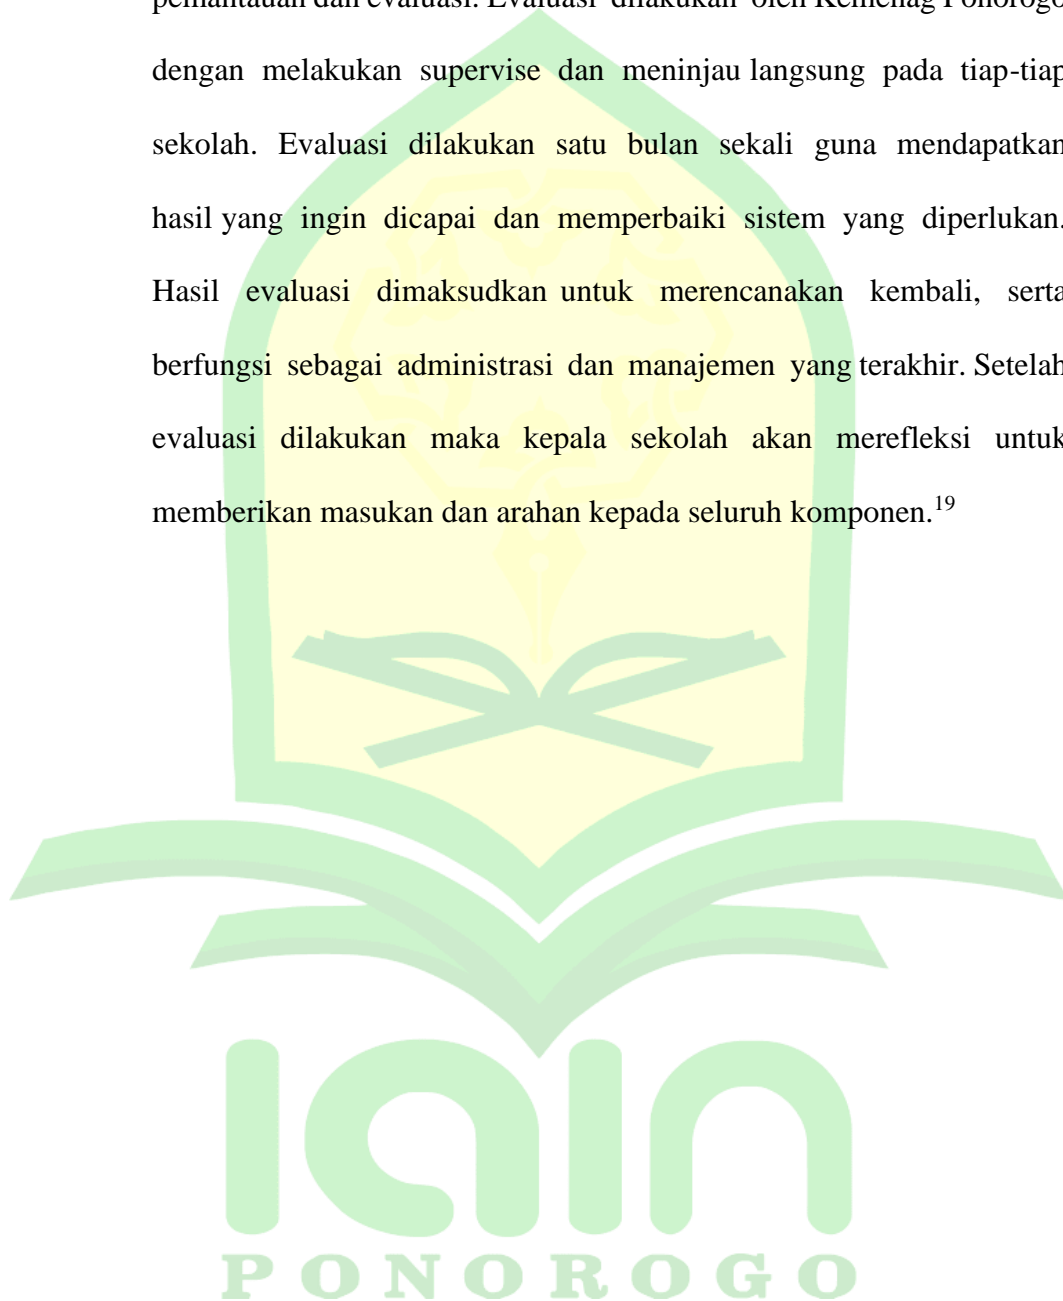 pemantauan dan evaluasi. Evaluasi dilakukan oleh Kemenag Ponorogo
dengan melakukan supervise dan meninjau langsung pada tiap-tiap
sekolah. Evaluasi dilakukan satu bulan sekali guna mendapatkan
hasil yang ingin dicapai dan memperbaiki sistem yang diperlukan.
Hasil evaluasi dimaksudkan untuk merencanakan kembali, serta
berfungsi sebagai administrasi dan manajemen yang terakhir. Setelah
evaluasi dilakukan maka kepala sekolah akan merefleksi untuk
memberikan masukan dan arahan kepada seluruh komponen.19
iain
PONOROGO